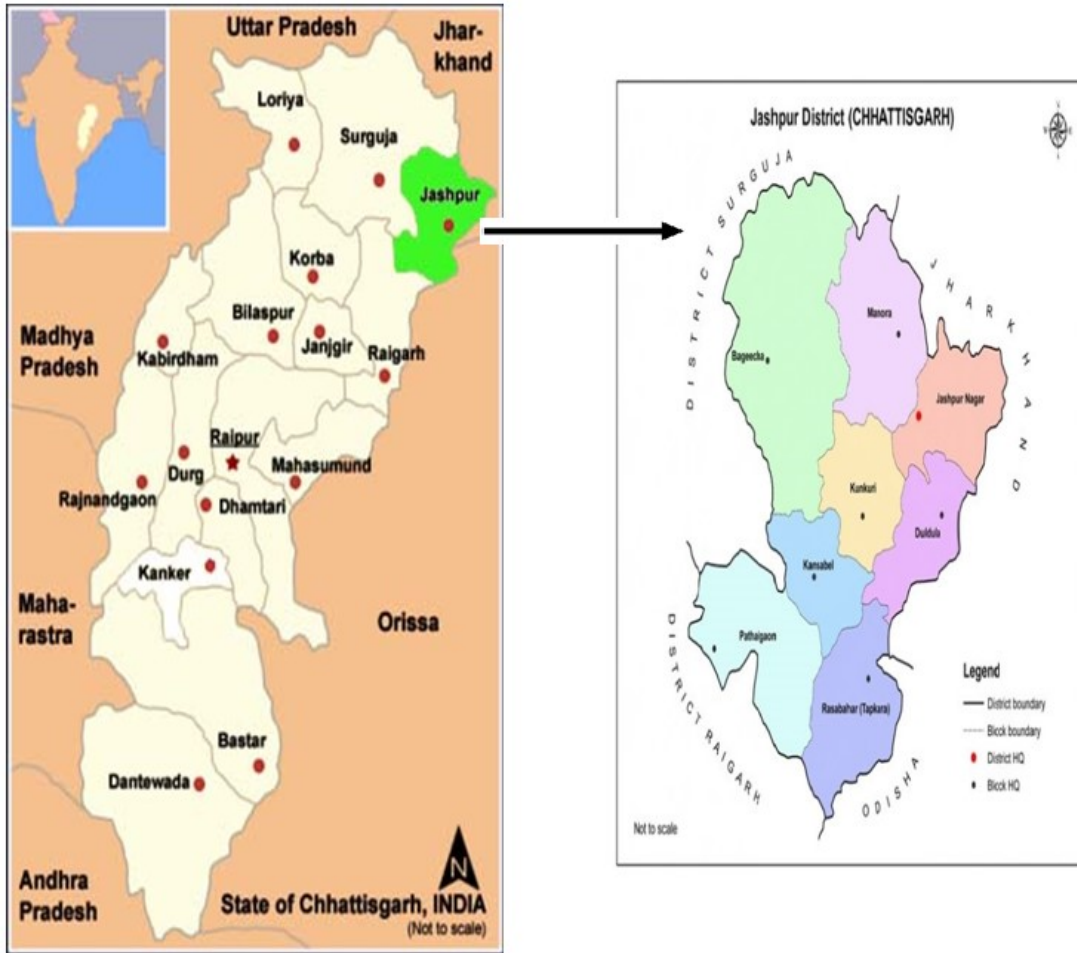 Uttar Pradesh
Jhar-
khand
Loriya
Surguja
Jashpur
Korba
Bilaspur
Janjgir
Raigarh
Madhya
Pradesh
Kabirdham
Raipur
Durg
Mahasumund
Rajnandgaon
Dhamtari
Kanker
Maha-
rastra
Orissa
Bastar
Dantewada
Andhra
Pradesh
N
State of Chhattisgarh, INDIA
(Not to scale)
Jashpur District (CHHATTISGARH)
N
W E
S
DISTRICT SURGUJA
JHARKHAND
Manora
Bageecka
Jashpur Nagar
Kunkuri
Duldula
Kansabel
Pathalgaon
Rasabahar (Tapkara)
DISTRICT RAIGARH
ODISHA
Legend
District boundary
Block boundary
District HQ
Block HQ
Not to scale